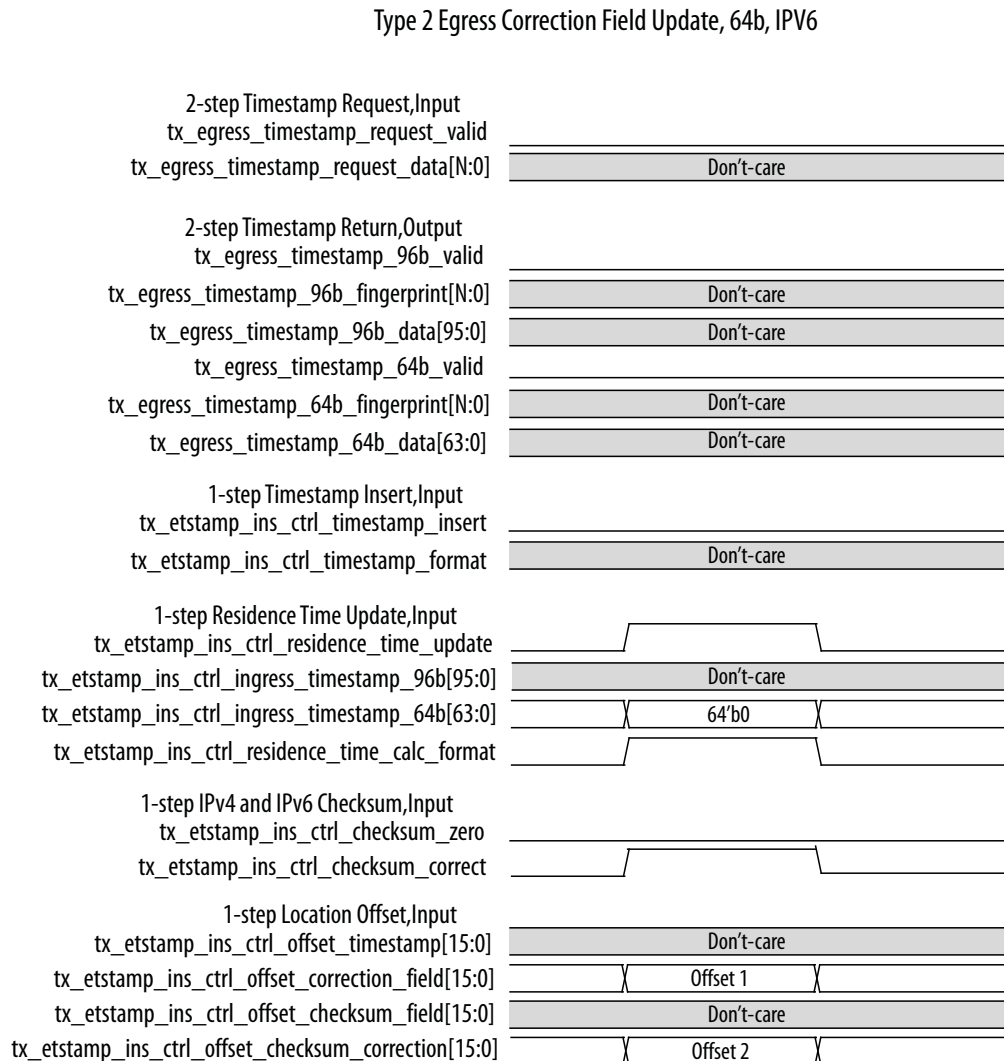 Type 2 Egress Correction Field Update, 64b, IPV6
2-step Timestamp Request,Input
tx_egress_timestamp_request_valid
tx_egress_timestamp_request_data[N:0] Don't-care
2-step Timestamp Return,Output
tx_egress_timestamp_96b_valid
tx_egress_timestamp_96b_fingerprint[N:0] Don't-care
tx_egress_timestamp_96b_data[95:0] Don't-care
tx_egress_timestamp_64b_valid
tx_egress_timestamp_64b_fingerprint[N:0] Don't-care
tx_egress_timestamp_64b_data[63:0] Don't-care
1-step Timestamp Insert,Input
tx_etstamp_ins_ctrl_timestamp_insert
tx_etstamp_ins_ctrl_timestamp_format Don't-care
1-step Residence Time Update,Input
tx_etstamp_ins_ctrl_residence_time_update
tx_etstamp_ins_ctrl_ingress_timestamp_96b[95:0] Don't-care
tx_etstamp_ins_ctrl_ingress_timestamp_64b[63:0] 64'b0
tx_etstamp_ins_ctrl_residence_time_calc_format
1-step IPv4 and IPv6 Checksum,Input
tx_etstamp_ins_ctrl_checksum_zero
tx_etstamp_ins_ctrl_checksum_correct
1-step Location Offset,Input
tx_etstamp_ins_ctrl_offset_timestamp[15:0] Don't-care
tx_etstamp_ins_ctrl_offset_correction_field[15:0] Offset 1
tx_etstamp_ins_ctrl_offset_checksum_field[15:0] Don't-care
tx_etstamp_ins_ctrl_offset_checksum_correction[15:0] Offset 2